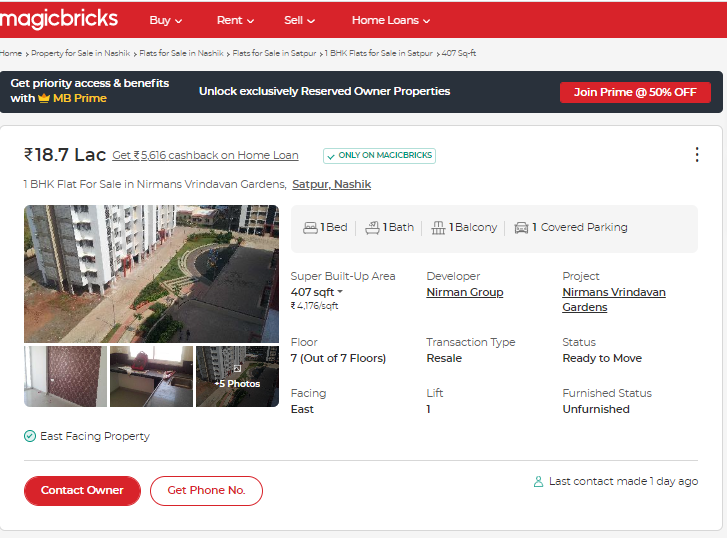 magicbricks
Buy Rent Sell Home Loans
Home > Property for Sale in Nashik > Flats for Sale in Nashik > Flats for Sale in Satpur > 1 BHK Flats for Sale in Satpur > 407 Sq-ft
Get priority access & benefits
with MB Prime
Unlock exclusively Reserved Owner Properties
Join Prime @ 50% OFF
₹18.7 Lac Get ₹5,616 cashback on Home Loan ONLY ON MAGICBRICKS
1 BHK Flat For Sale in Nirmans Vrindavan Gardens, Satpur, Nashik
1 Bed 1 Bath 1 Balcony 1 Covered Parking
Super Built-Up Area
407 sqft
₹4,176/sqft
Developer
Nirman Group
Project
Nirmans Vrindavan
Gardens
Floor
7 (Out of 7 Floors)
Transaction Type
Resale
Status
Ready to Move
Facing
East
Lift
1
Furnished Status
Unfurnished
+5 Photos
East Facing Property
Contact Owner
Get Phone No.
Last contact made 1 day ago